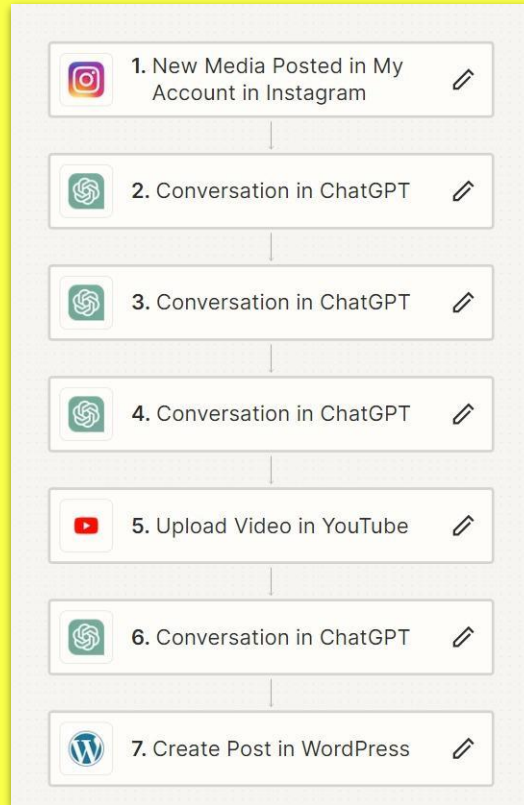 1. New Media Posted in My
Account in Instagram
2. Conversation in ChatGPT
3. Conversation in ChatGPT
4. Conversation in ChatGPT
5. Upload Video in YouTube
6. Conversation in ChatGPT
7. Create Post in WordPress